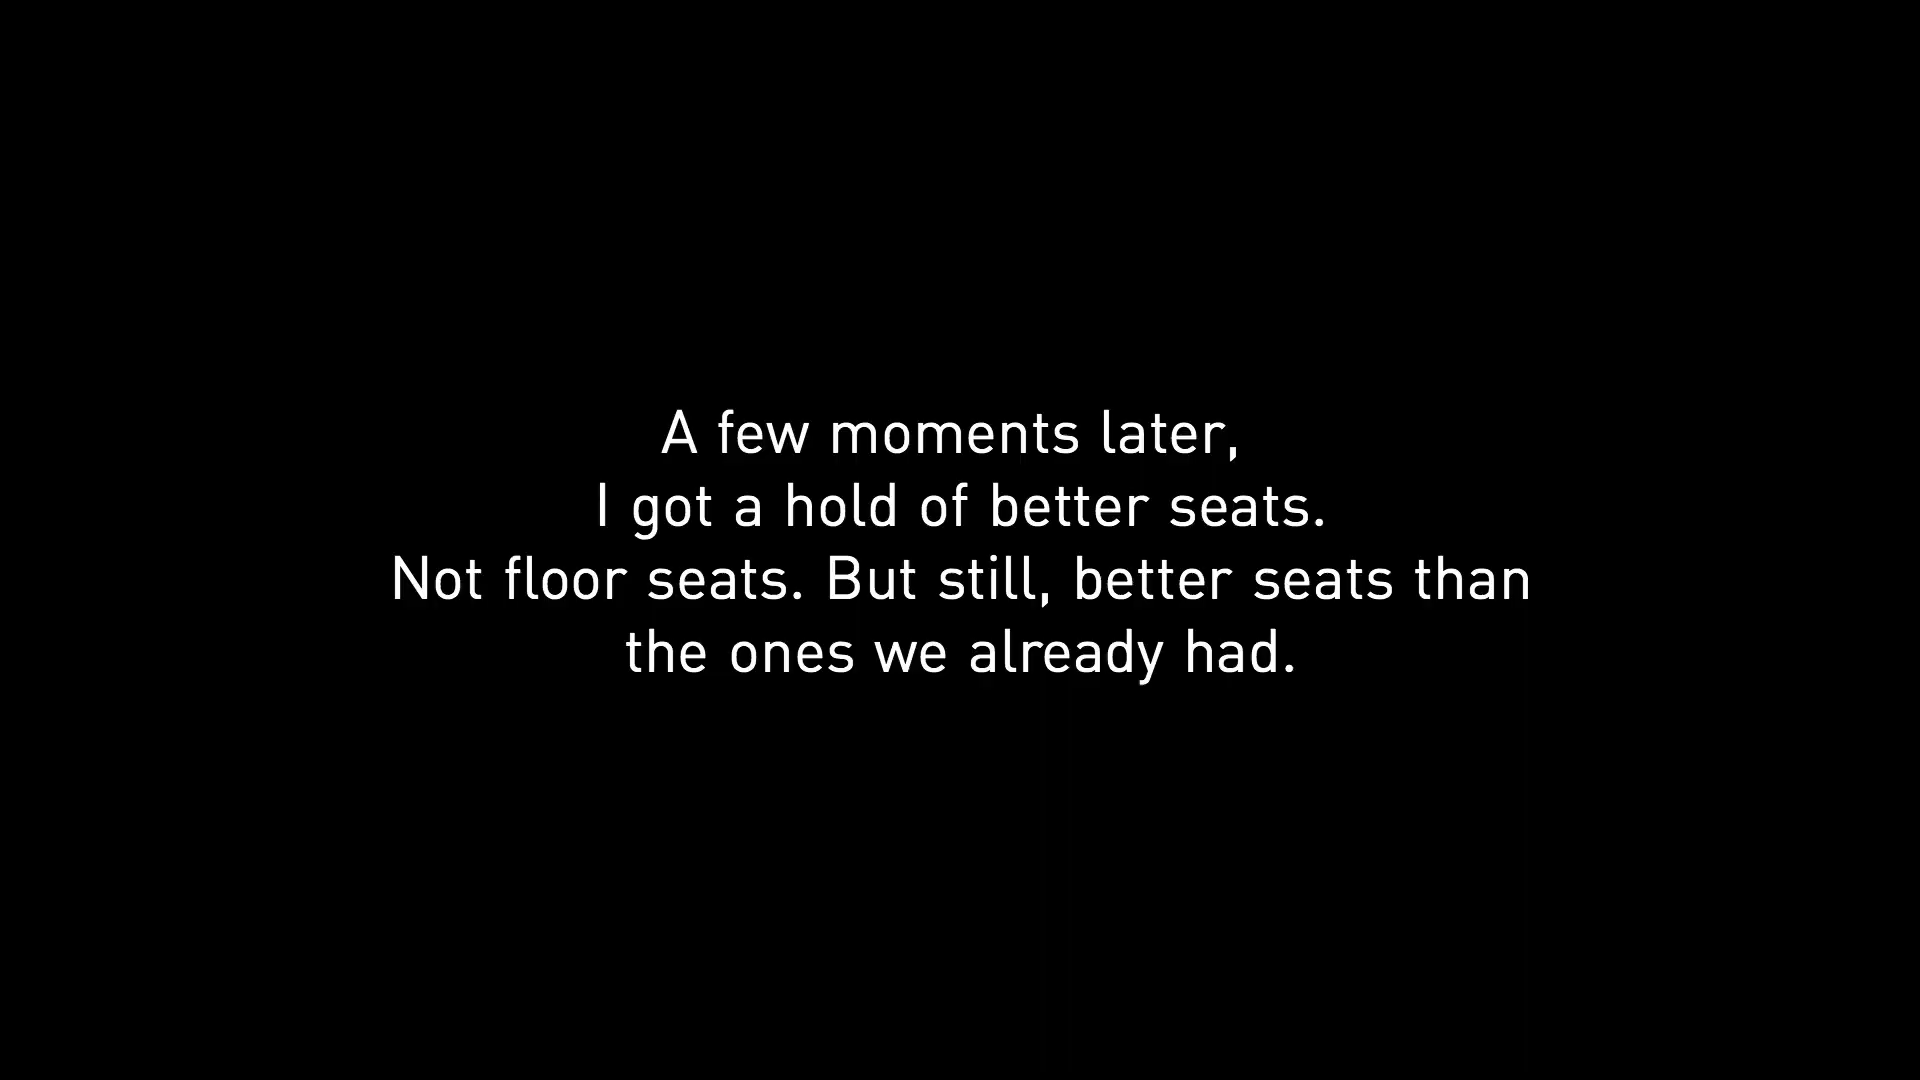 A few moments later,
I got a hold of better seats.
Not floor seats. But still, better seats than
the ones we already had.